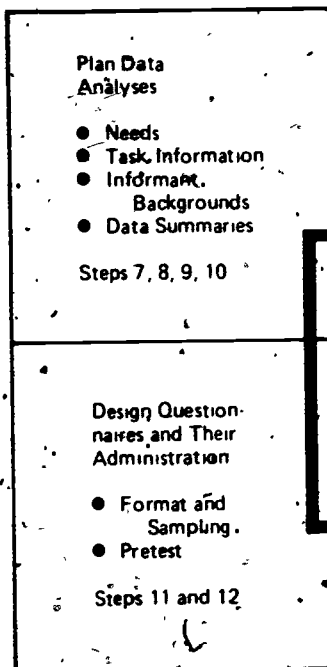 Plan Data
Analyses
● Needs
● Task Information
● Informant
Backgrounds
● Data Summaries
Steps 7, 8, 9, 10
Design Question-
naires and Their
Administration
● Format and
Sampling
● Pretest
Steps 11 and 12